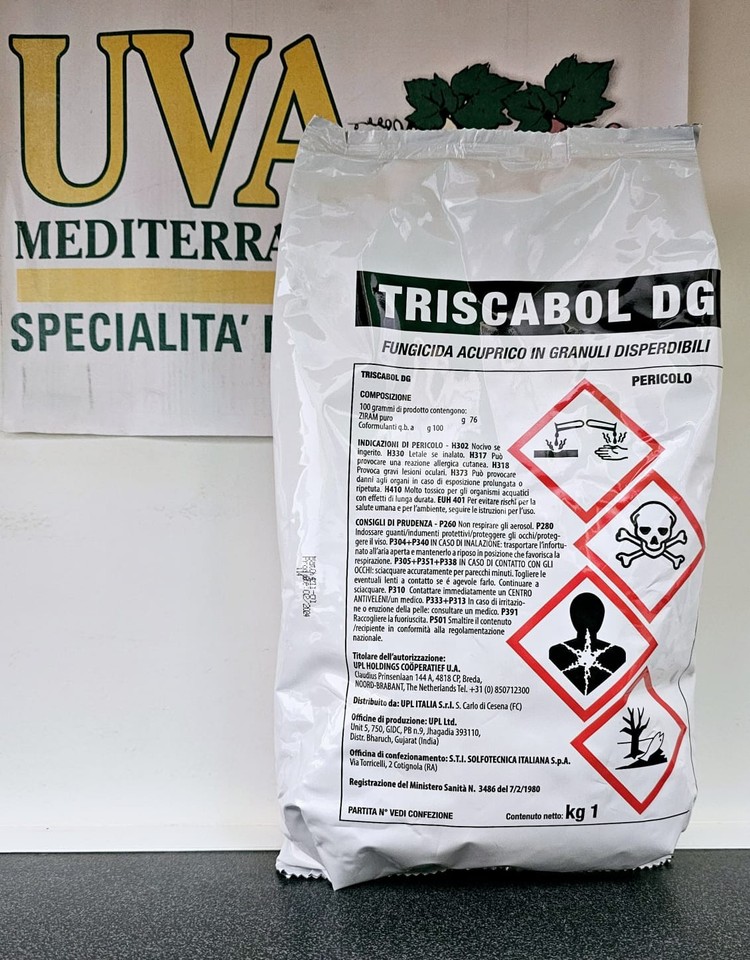 UVA
MEDITERRA
SPECIALITA'
TRISCABOL DG
FUNGICIDA ACUPRICO IN GRANULI DISPERDIBILI
TRISCABOL DG
PERICOLO
COMPOSIZIONE
100 grammi di prodotto contengono:
ZIRAM puro g 76
Coformulanti q.b. a g 100
INDICAZIONI DI PERICOLO - H302 Nocivo se
ingerito. H330 Letale se inalato. H317 Può
provocare una reazione allergica cutanea. H318
Provoca gravi lesioni oculari. H373 Può provocare
danni agli organi in caso di esposizione prolungata o
ripetuta. H410 Molto tossico per gli organismi acquatici
con effetti di lunga durata. EUH 401 Per evitare rischi per la
salute umana e per l'ambiente, seguire le istruzioni per l'uso.
CONSIGLI DI PRUDENZA - P260 Non respirare gli aerosol. P280
Indossare guanti/indumenti protettivi/proteggere gli occhi/proteg-
gere il viso. P304+P340 IN CASO DI INALAZIONE: trasportare l'infortu-
nato all'aria aperta e mantenerlo a riposo in posizione che favorisca la
respirazione. P305+P351+P338 IN CASO DI CONTATTO CON GLI
OCCHI: sciacquare accuratamente per parecchi minuti. Togliere le
eventuali lenti a contatto se è agevole farlo. Continuare a
sciacquare. P310 Contattare immediatamente un CENTRO
ANTIVELENI/un medico. P333+P313 In caso di irritazio-
ne o eruzione della pelle: consultare un medico. P391
Raccogliere la fuoriuscita. P501 Smaltire il contenuto
/recipiente in conformità alla regolamentazione
nazionale.
Titolare dell'autorizzazione:
UPL HOLDINGS COÖPERATIEF U.A.
Claudius Prinsenlaan 144 A, 4818 CP, Breda,
NOORD-BRABANT, The Netherlands Tel. +31 (0) 850712300
Distribuito da: UPL ITALIA S.r.l. S. Carlo di Cesena (FC)
Officine di produzione: UPL Ltd.
Unit 5, 750, GIDC, PB n.9, Jhagadia 393110,
Distr. Bharuch, Gujarat (India)
Officina di confezionamento: S.T.I. SOLFOTECNICA ITALIANA S.p.A.
Via Torricelli, 2 Cotignola (RA)
Registrazione del Ministero Sanità N. 3486 del 7/2/1980
PARTITA N° VEDI CONFEZIONE
Contenuto netto: kg 1